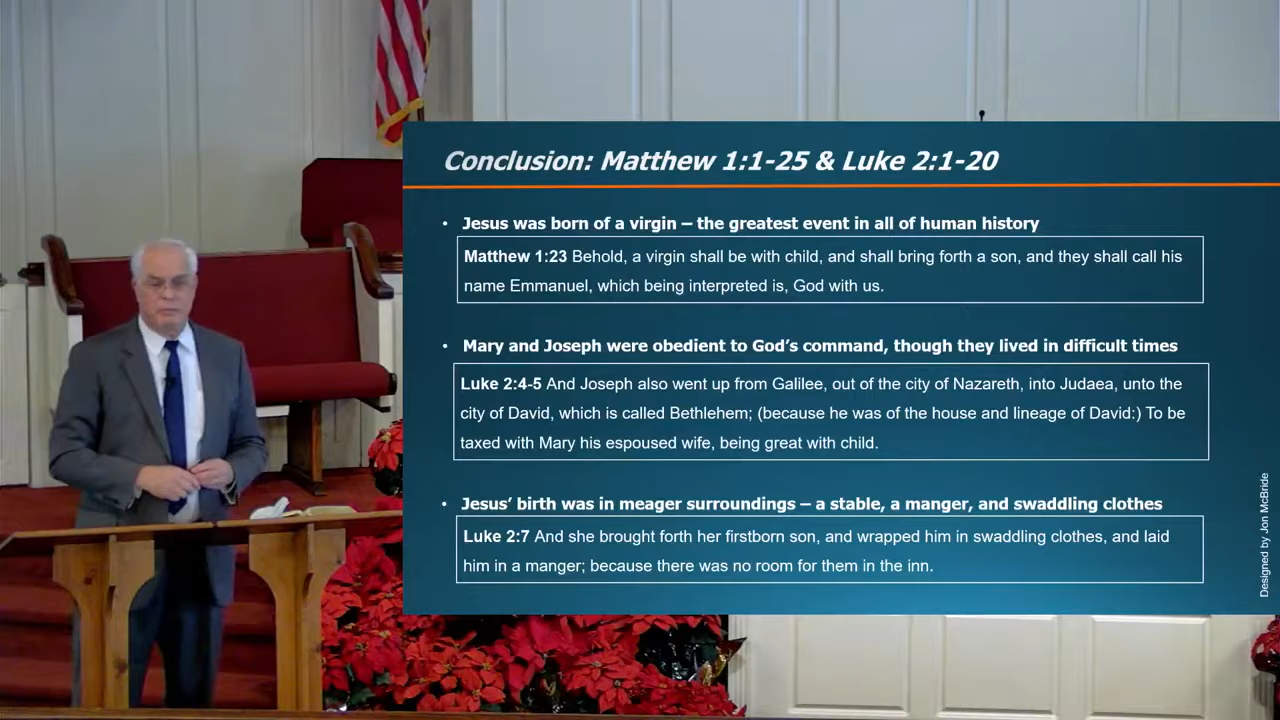 Conclusion: Matthew 1:1-25 & Luke 2:1-20
• Jesus was born of a virgin – the greatest event in all of human history
Matthew 1:23 Behold, a virgin shall be with child, and shall bring forth a son, and they shall call his
name Emmanuel, which being interpreted is, God with us.
• Mary and Joseph were obedient to God's command, though they lived in difficult times
Luke 2:4-5 And Joseph also went up from Galilee, out of the city of Nazareth, into Judaea, unto the
city of David, which is called Bethlehem; (because he was of the house and lineage of David:) To be
taxed with Mary his espoused wife, being great with child.
• Jesus' birth was in meager surroundings – a stable, a manger, and swaddling clothes
Luke 2:7 And she brought forth her firstborn son, and wrapped him in swaddling clothes, and laid
him in a manger; because there was no room for them in the inn.
Designed by Jon McBride